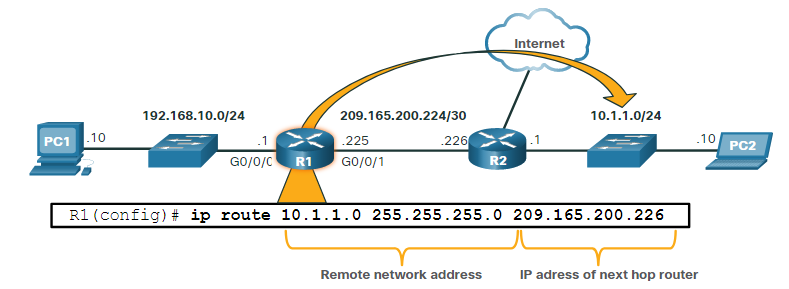 Internet
192.168.10.0/24
209.165.200.224/30
10.1.1.0/24
PC1 .10
.1
.225
.226
.1
.10 PC2
G0/0/0
R1
G0/0/1
R2
R1(config)# ip route 10.1.1.0 255.255.255.0 209.165.200.226
Remote network address
IP adress of next hop router